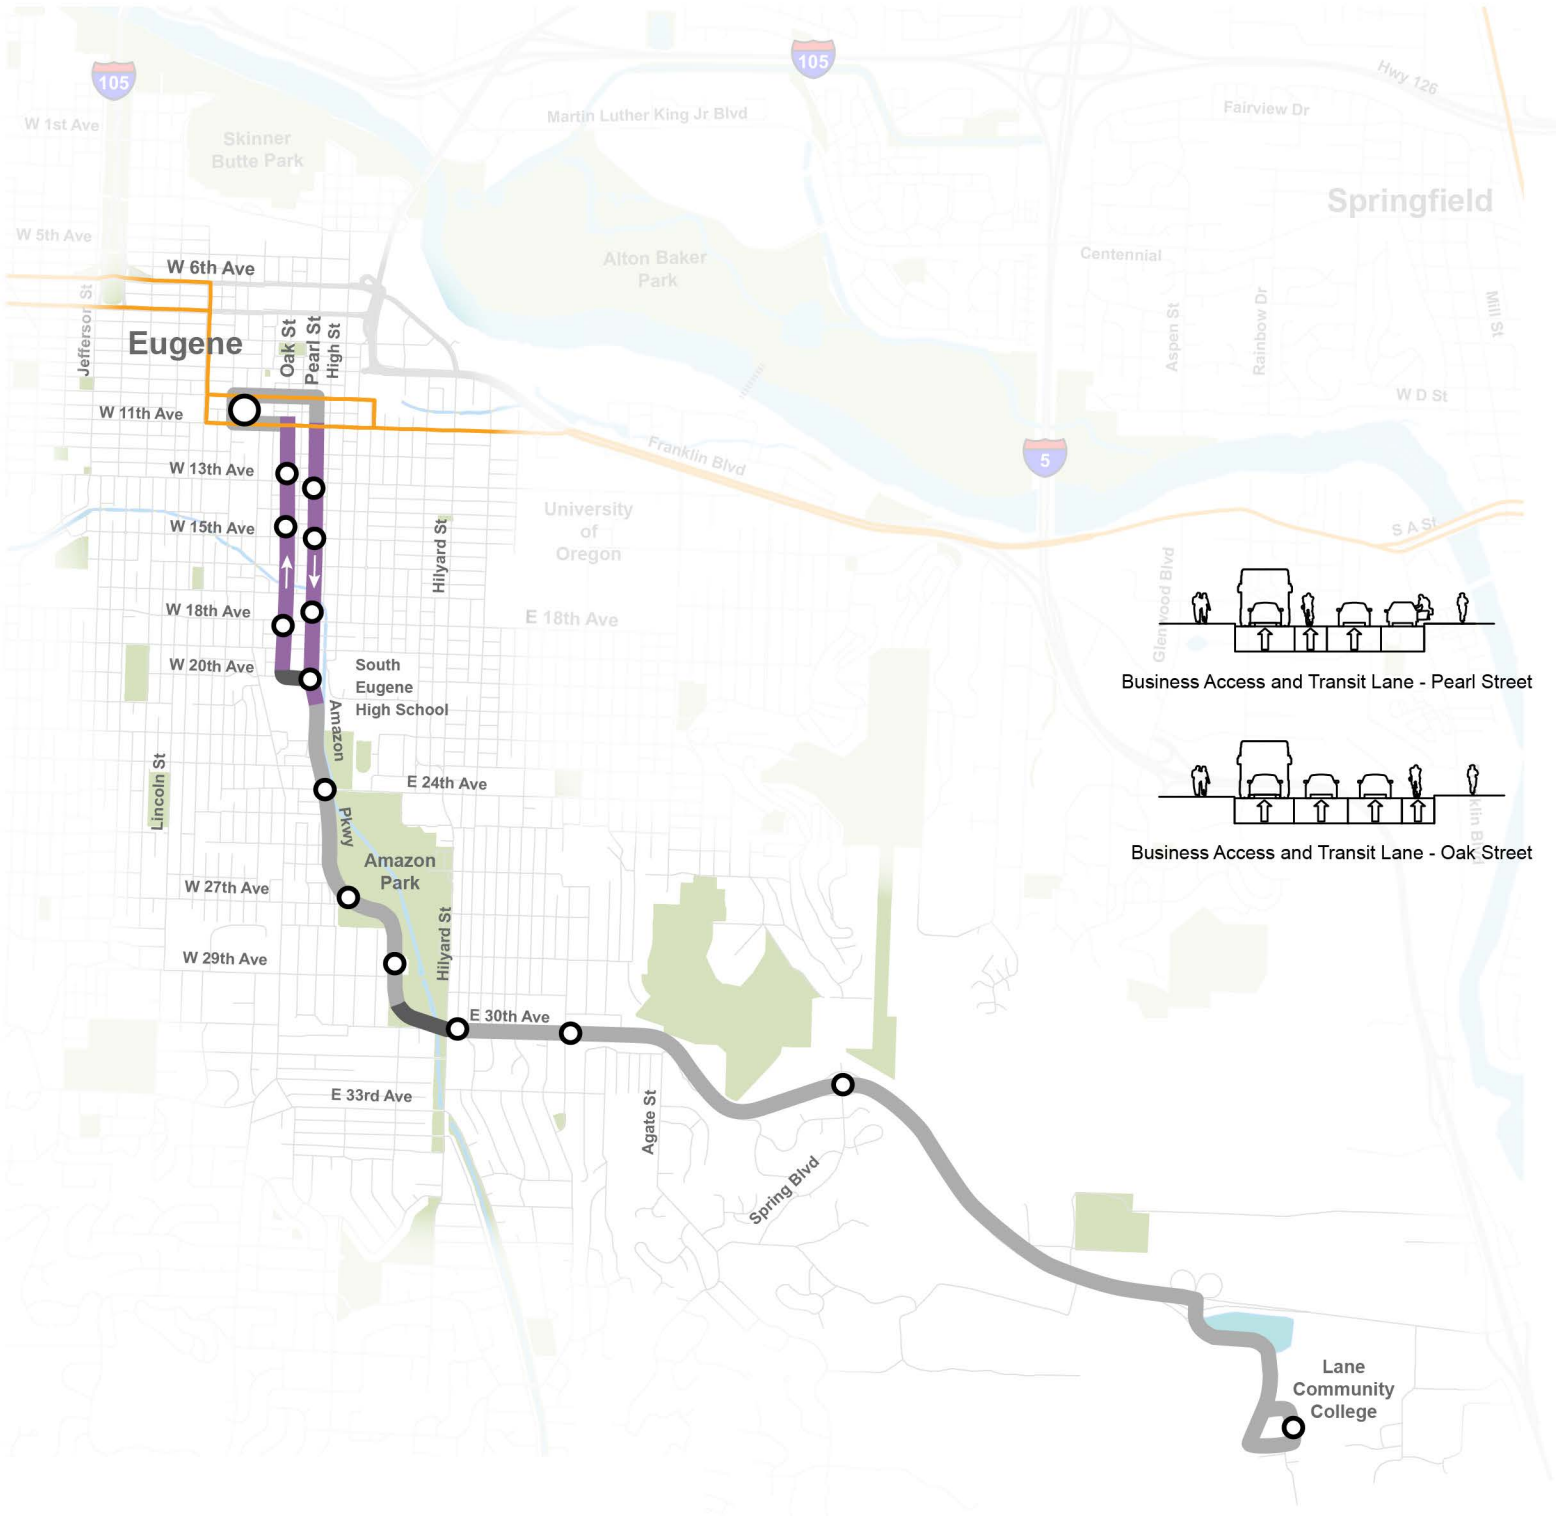 105
105
Hwy 126
W 1st Ave
Martin Luther King Jr Blvd
Fairview Dr
Skinner
Butte Park
Springfield
W 5th Ave
Alton Baker
Park
Centennial
W 6th Ave
Jefferson St
Eugene
Oak St
Pearl St
High St
Aspen St
Rainbow Dr
Mill St
W D St
W 11th Ave
Franklin Blvd
5
W 13th Ave
W 15th Ave
University
of
Oregon
S A St
Hilyard St
Glenwood Blvd
W 18th Ave
E 18th Ave
W 20th Ave
South
Eugene
High School
Business Access and Transit Lane - Pearl Street
Amazon
Pkwy
Lincoln St
E 24th Ave
klin Blvd
Business Access and Transit Lane - Oak Street
Amazon
Park
W 27th Ave
Hilyard St
W 29th Ave
E 30th Ave
E 33rd Ave
Agate St
Spring Blvd
Lane
Community
College